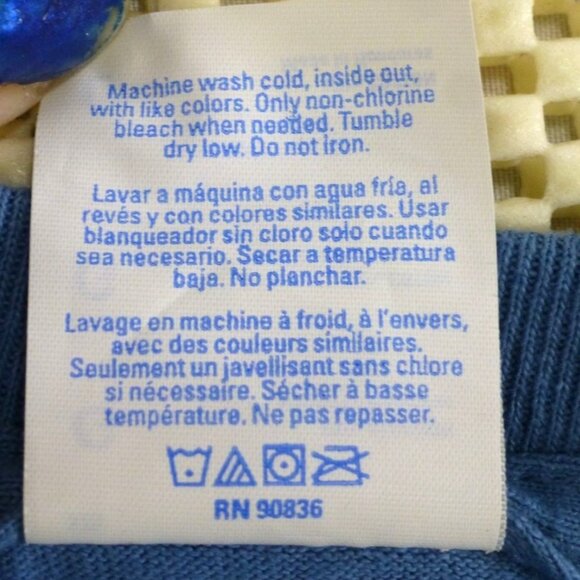 Machine wash cold, inside out,
with like colors. Only non-chlorine
bleach when needed. Tumble
dry low. Do not iron.
Lavar a máquina con agua fría, al
revés y con colores similares. Usar
blanqueador sin cloro solo cuando
sea necesario. Secar a temperatura
baja. No planchar.
Lavage en machine à froid, à l'envers,
avec des couleurs similaires.
Seulement un javellisant sans chlore
si nécessaire. Sécher à basse
température. Ne pas repasser.
RN 90836